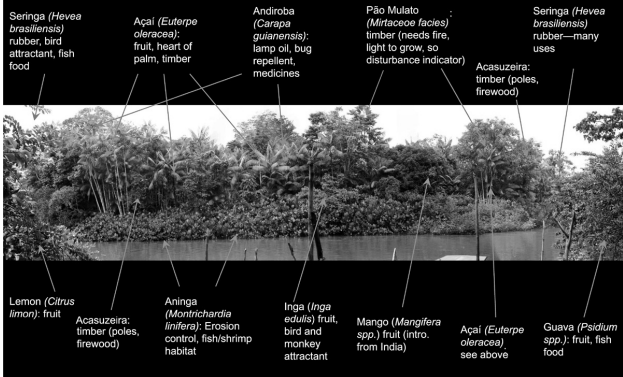 Seringa (Hevea
brasiliensis)
rubber, bird
attractant, fish
food
Açaí (Euterpe
oleracea):
fruit, heart of
palm, timber
Andiroba
(Carapa
guianensis):
lamp oil, bug
repellent,
medicines
Pão Mulato
(Mirtaceoe facies):
timber (needs fire,
light to grow, so
disturbance indicator)
Acasuzeira:
timber (poles,
firewood)
Seringa (Hevea
brasiliensis)
rubber—many
uses
Lemon (Citrus
limon): fruit
Acasuzeira:
timber (poles,
firewood)
Aninga
(Montrichardia
linifera): Erosion
control, fish/shrimp
habitat
Inga (Inga
edulis) fruit,
bird and
monkey
attractant
Mango (Mangifera
spp.) fruit (intro.
from India)
Açaí (Euterpe
oleracea)
see above
Guava (Psidium
spp.): fruit, fish
food